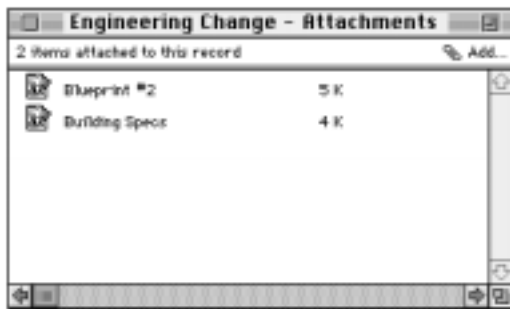 Engineering Change - Attachments
2 items attached to this record Add...
Blueprint #2 5 K
Building Specs 4 K